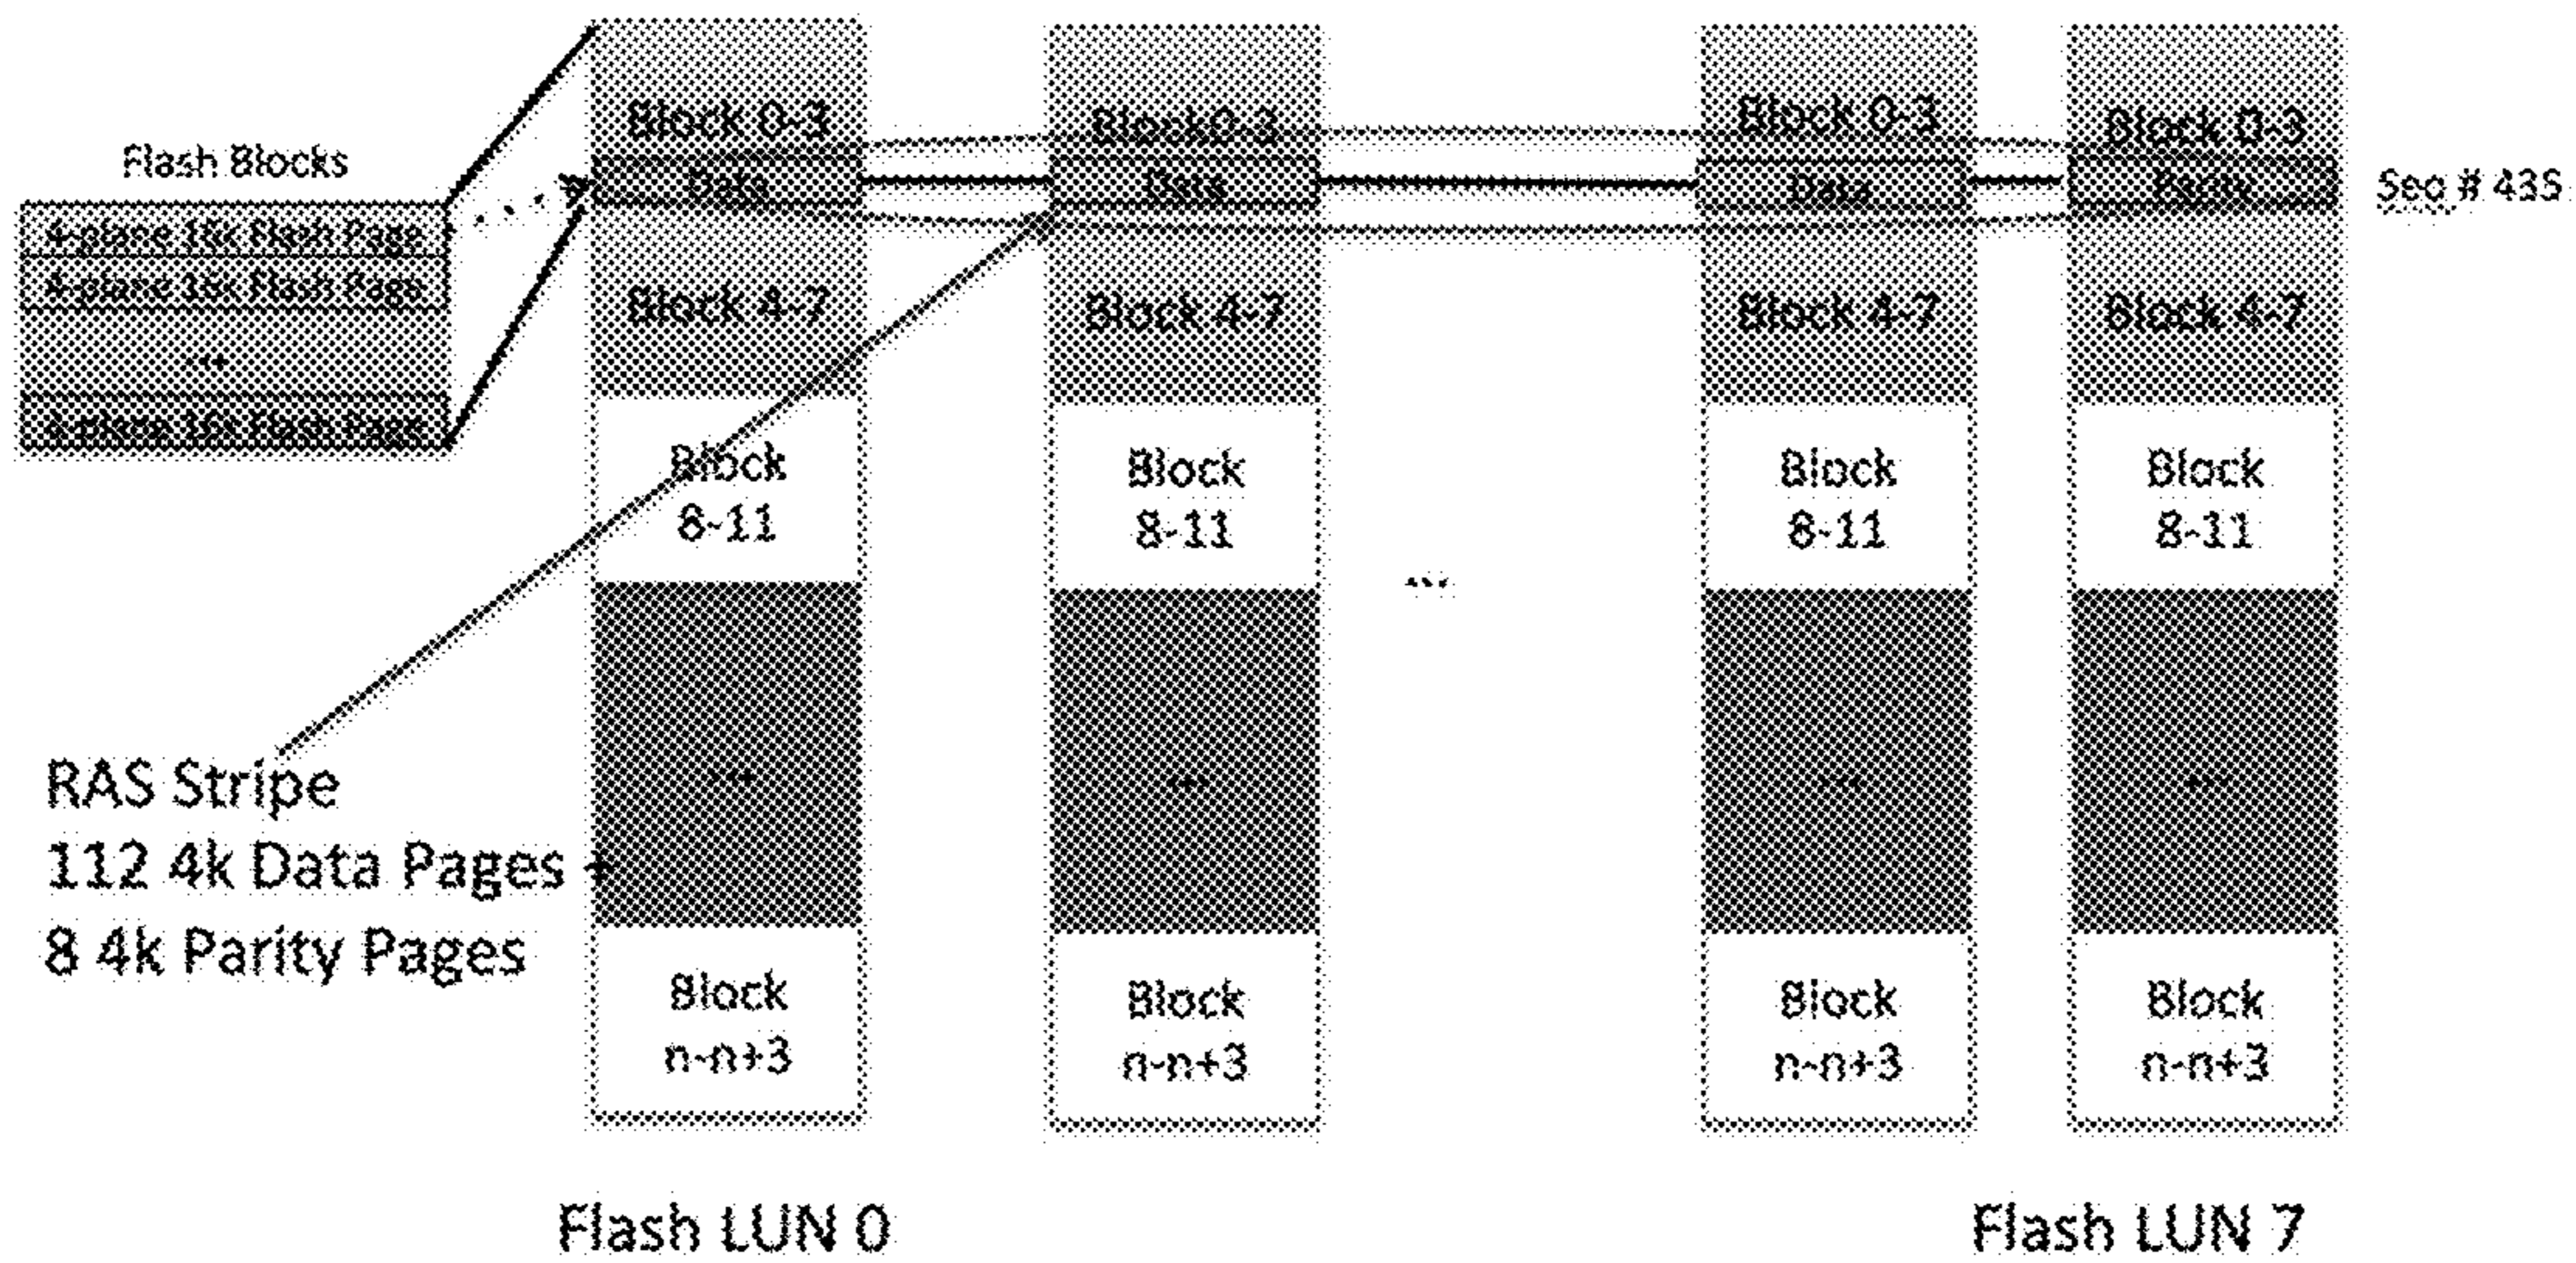 Flash Blocks
4-plane 16k Flash Page
4-plane 16k Flash Page
...
4-plane 16k Flash Page
Block 0-3
Data
Block 4-7
Block
8-11
...
Block
n-n+3
Flash LUN 0
Block0-3
Data
Block 4-7
Block
8-11
...
Block
n-n+3
...
Block 0-3
Data
Block 4-7
Block
8-11
...
Block
n-n+3
Block 0-3
Parity
Block 4-7
Block
8-11
...
Block
n-n+3
Flash LUN 7
Seq # 435
RAS Stripe
112 4k Data Pages +
8 4k Parity Pages